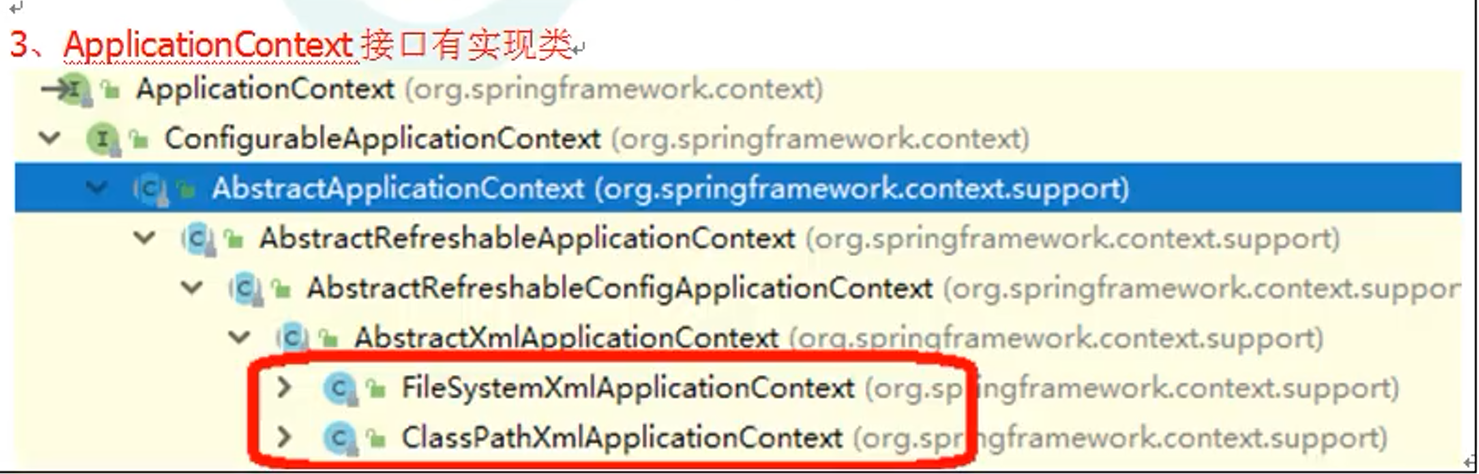 3、ApplicationContext 接口有实现类
ApplicationContext (org.springframework.context)
ConfigurableApplicationContext (org.springframework.context)
AbstractApplicationContext (org.springframework.context.support)
AbstractRefreshableApplicationContext (org.springframework.context.support)
AbstractRefreshableConfigApplicationContext (org.springframework.context.suppor
AbstractXmlApplicationContext (org.springframework.context.support)
FileSystemXmlApplicationContext (org.springframework.context.support)
ClassPathXmlApplicationContext (org.springframework.context.support)